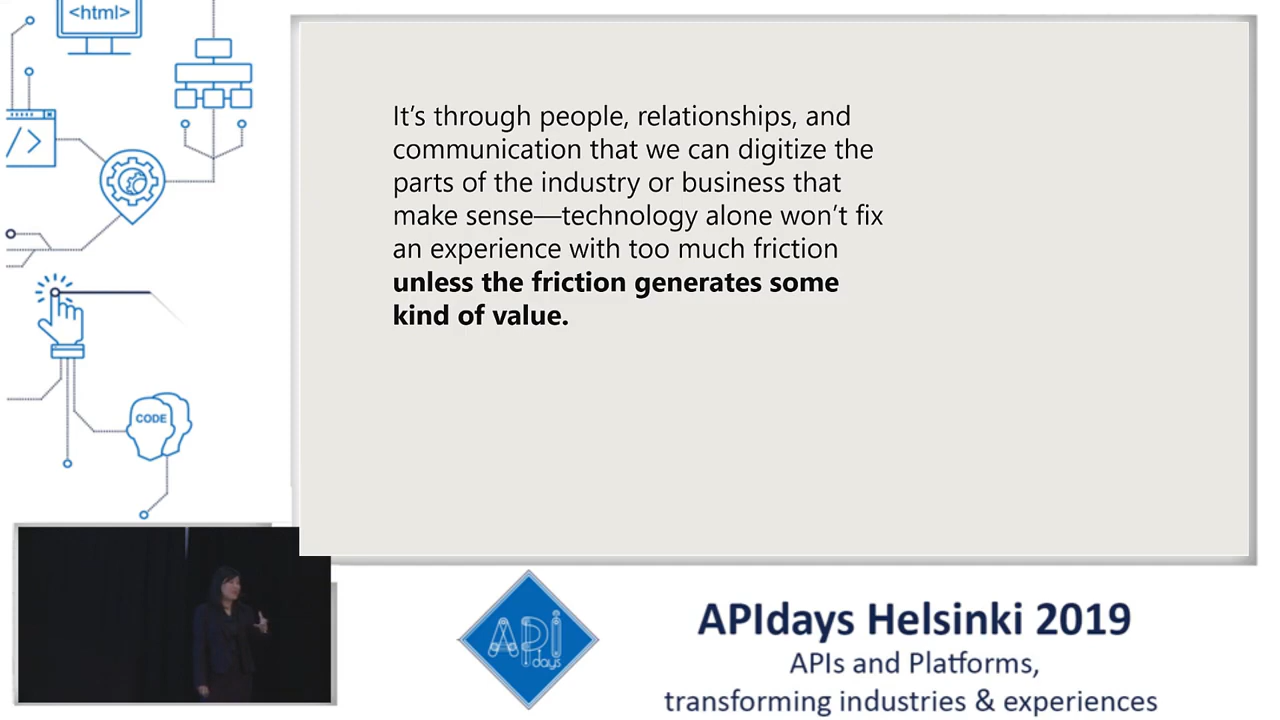 <html>
It's through people, relationships, and
communication that we can digitize the
parts of the industry or business that
make sense—technology alone won't fix
an experience with too much friction
unless the friction generates some
kind of value.
/>
CODE
API
days
APIdays Helsinki 2019
APIs and Platforms,
transforming industries & experiences